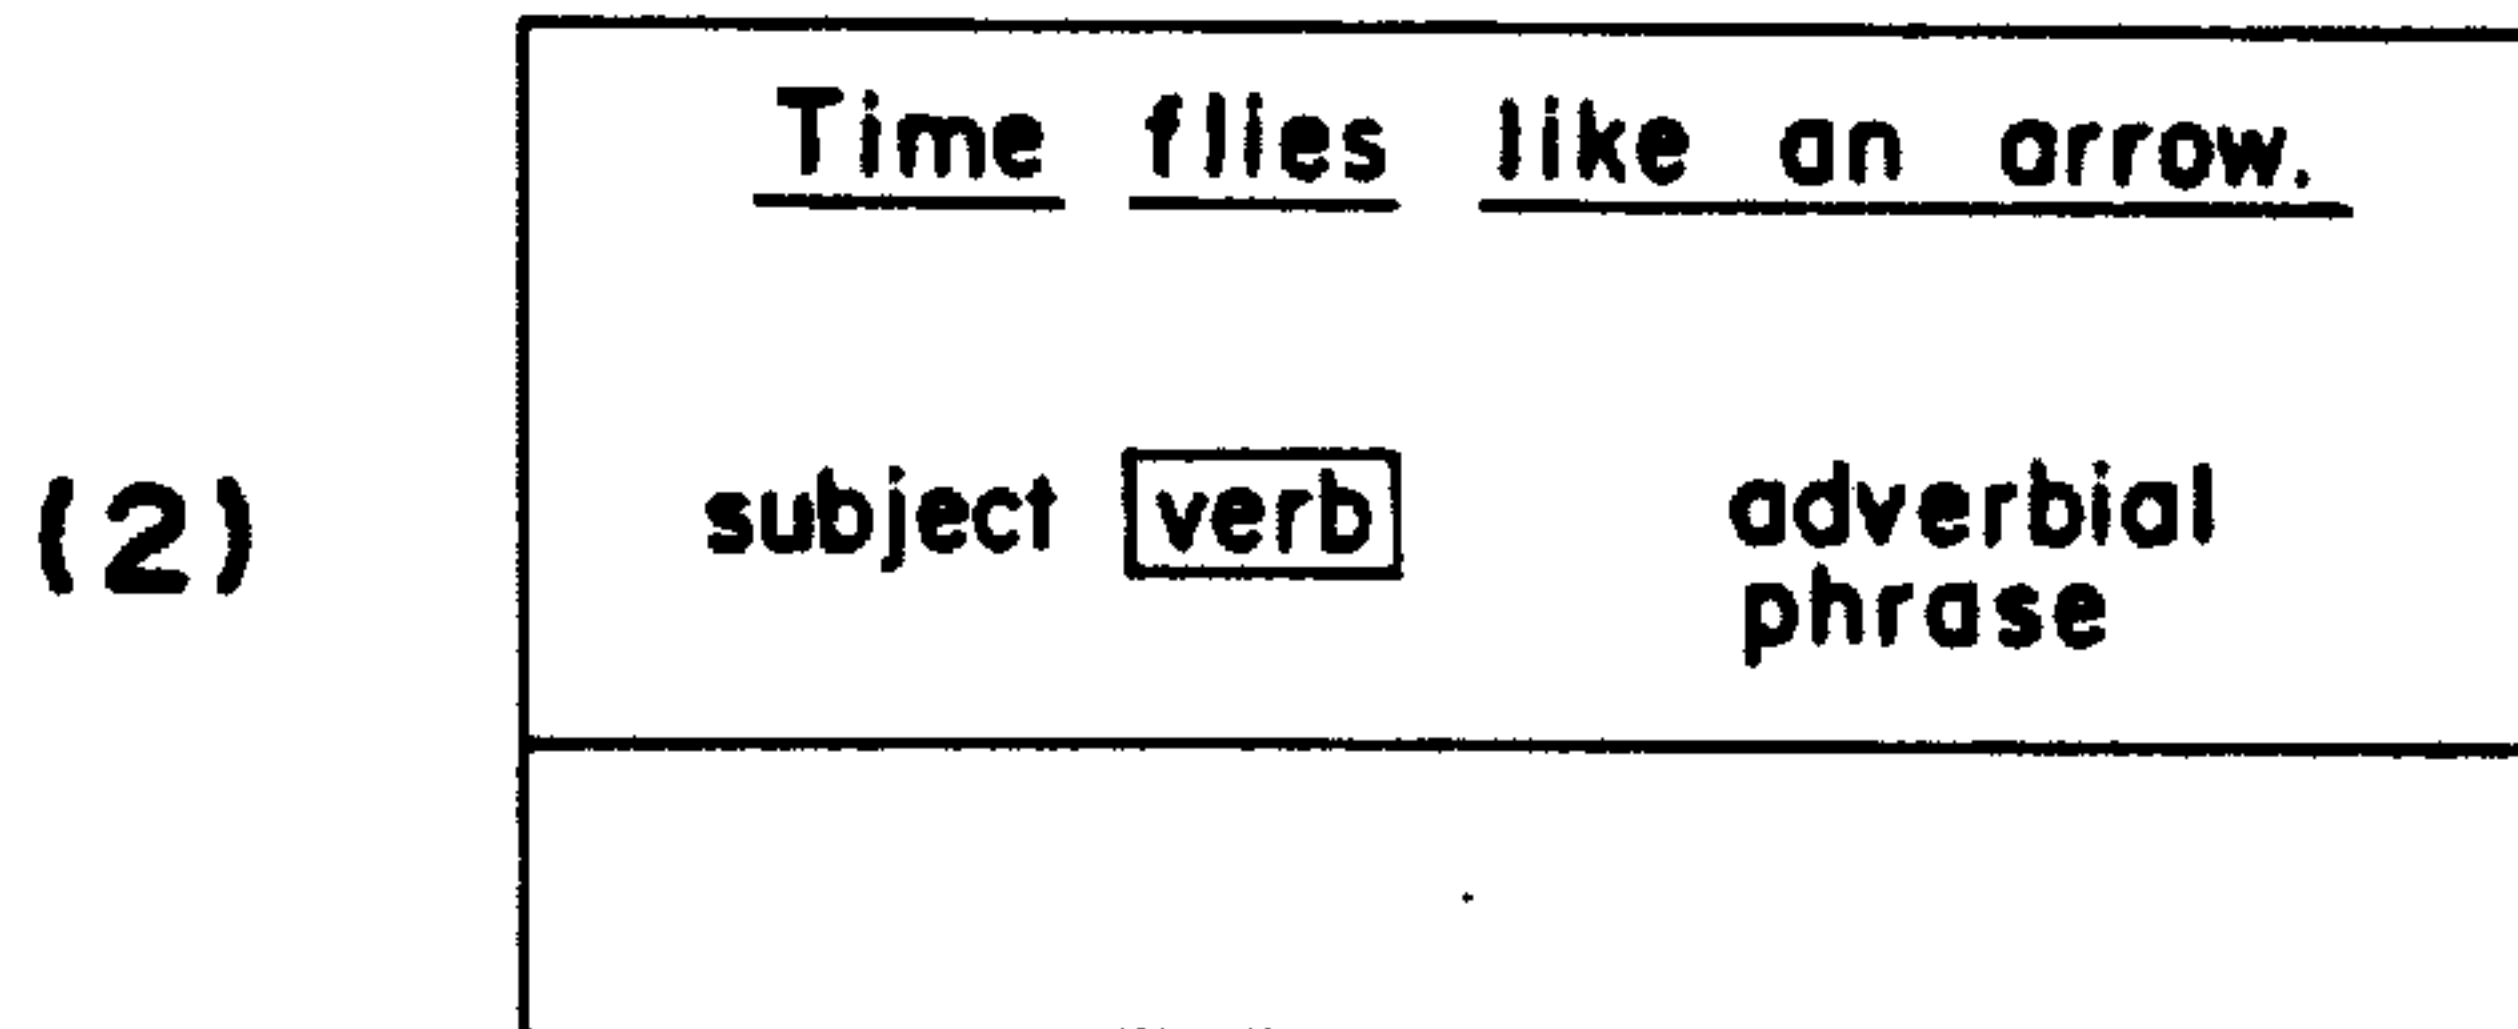 Time flies like an arrow.
(2) subject verb adverbial
phrase